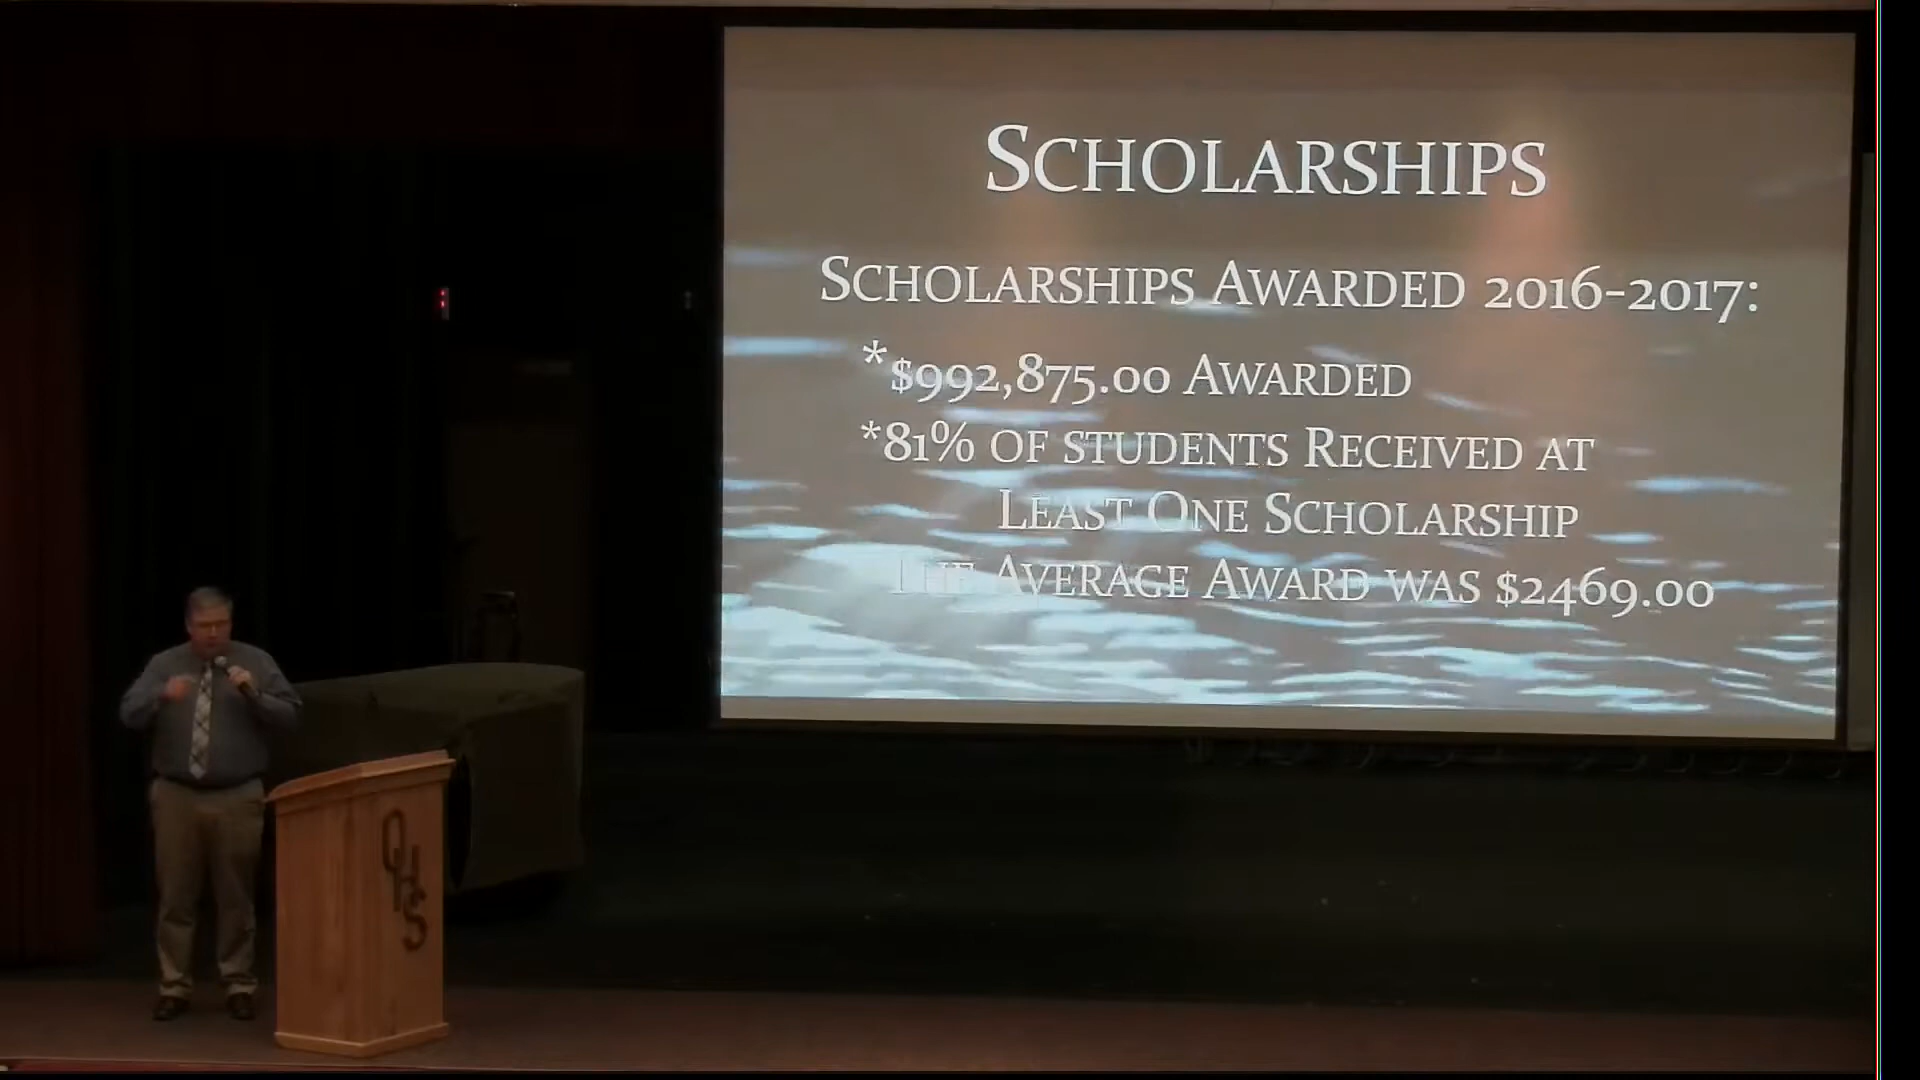 Scholarships
Scholarships Awarded 2016-2017:
*$992,875.00 Awarded
*81% of students Received at
Least One Scholarship
The Average Award was $2469.00
OHS